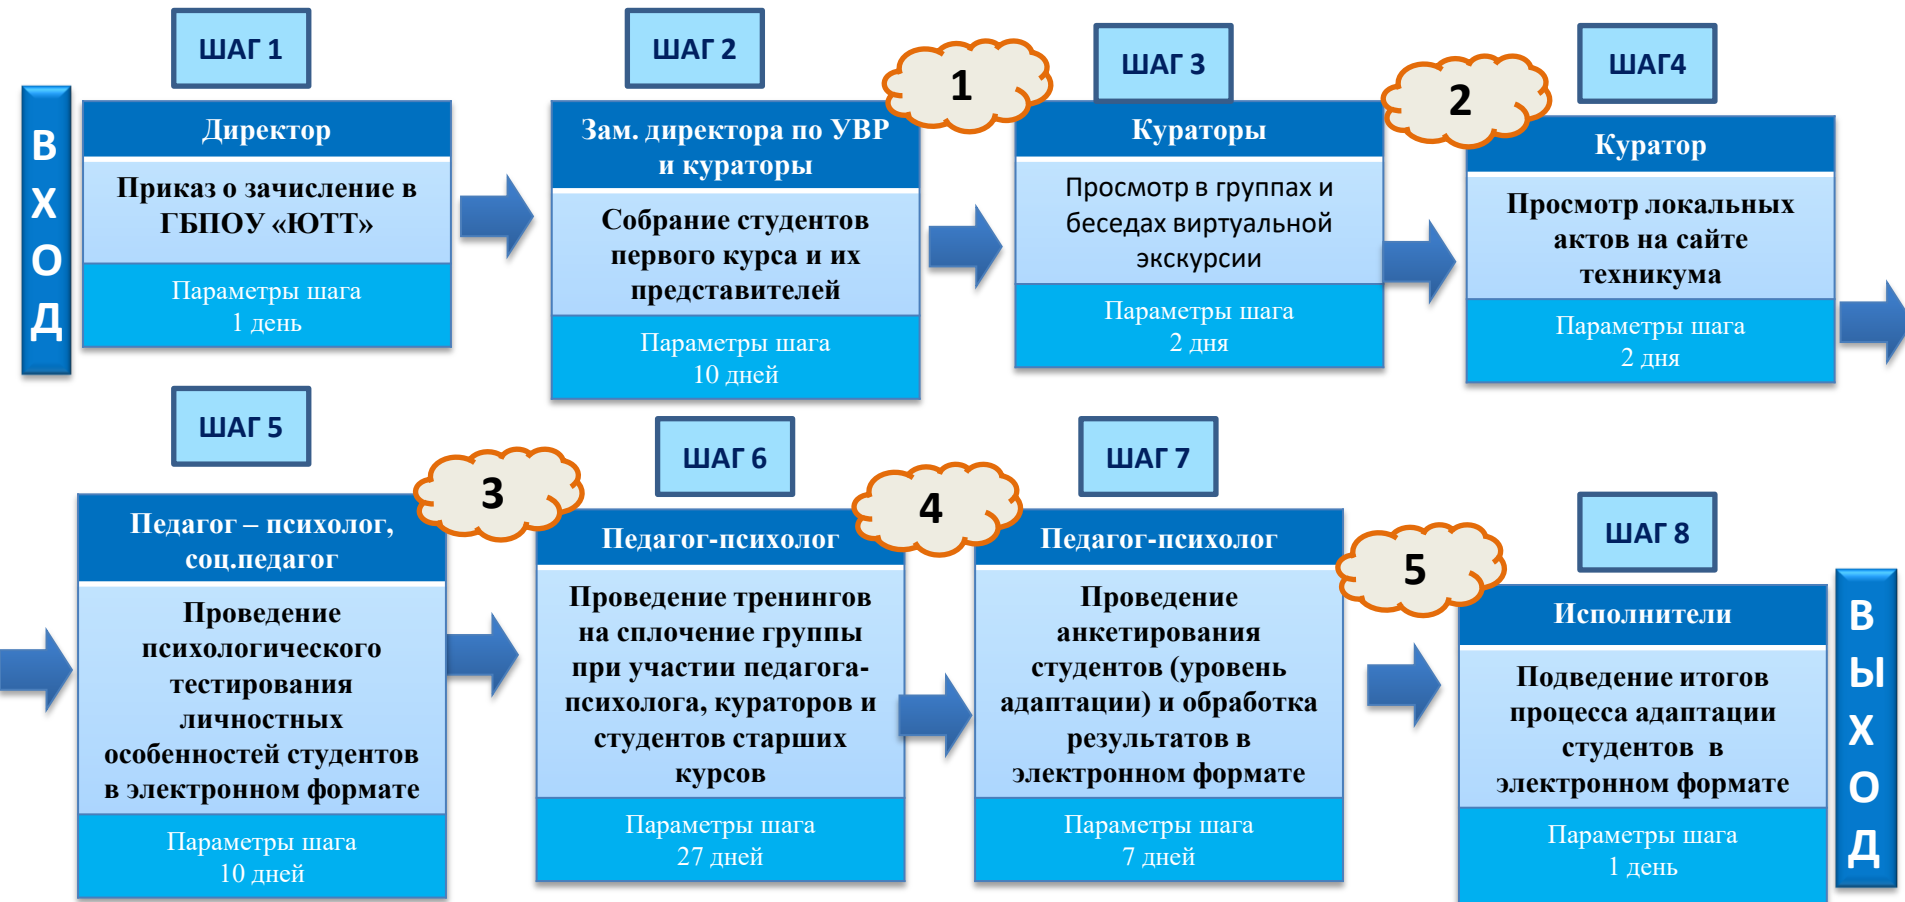 ШАГ 1
ШАГ 2
ШАГ 3
ШАГ4
1
2
ВХОД
Директор
Приказ о зачисление в
ГБПОУ «ЮТТ»
Параметры шага
1 день
Зам. директора по УВР
и кураторы
Собрание студентов
первого курса и их
представителей
Параметры шага
10 дней
Кураторы
Просмотр в группах и
беседах виртуальной
экскурсии
Параметры шага
2 дня
Куратор
Просмотр локальных
актов на сайте
техникума
Параметры шага
2 дня
ШАГ 5
ШАГ 6
ШАГ 7
ШАГ 8
3
4
5
Педагог – психолог,
соц.педагог
Проведение
психологического
тестирования
личностных
особенностей студентов
в электронном формате
Параметры шага
10 дней
Педагог-психолог
Проведение тренингов
на сплочение группы
при участии педагога-
психолога, кураторов и
студентов старших
курсов
Параметры шага
27 дней
Педагог-психолог
Проведение
анкетирования
студентов (уровень
адаптации) и обработка
результатов в
электронном формате
Параметры шага
7 дней
Исполнители
Подведение итогов
процесса адаптации
студентов в
электронном формате
Параметры шага
1 день
ВЫХОД